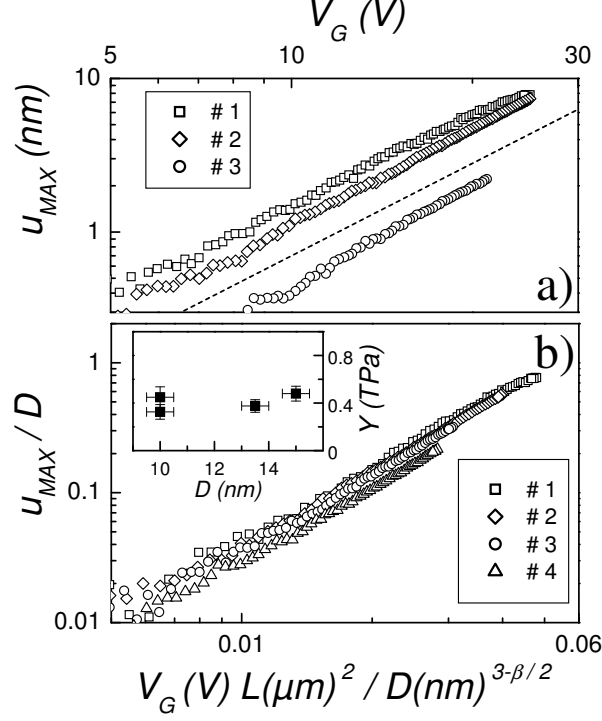 V_G (V)
5 10 30
10
1
u_MAX (nm)
# 1
# 2
# 3
a)
b)
1
0.1
0.01
u_MAX / D
0.8
0.4
0
Y (TPa)
10 12 14
D (nm)
# 1
# 2
# 3
# 4
0.01 0.06
V_G (V) L(μm)^2 / D(nm)^{3-β/2}